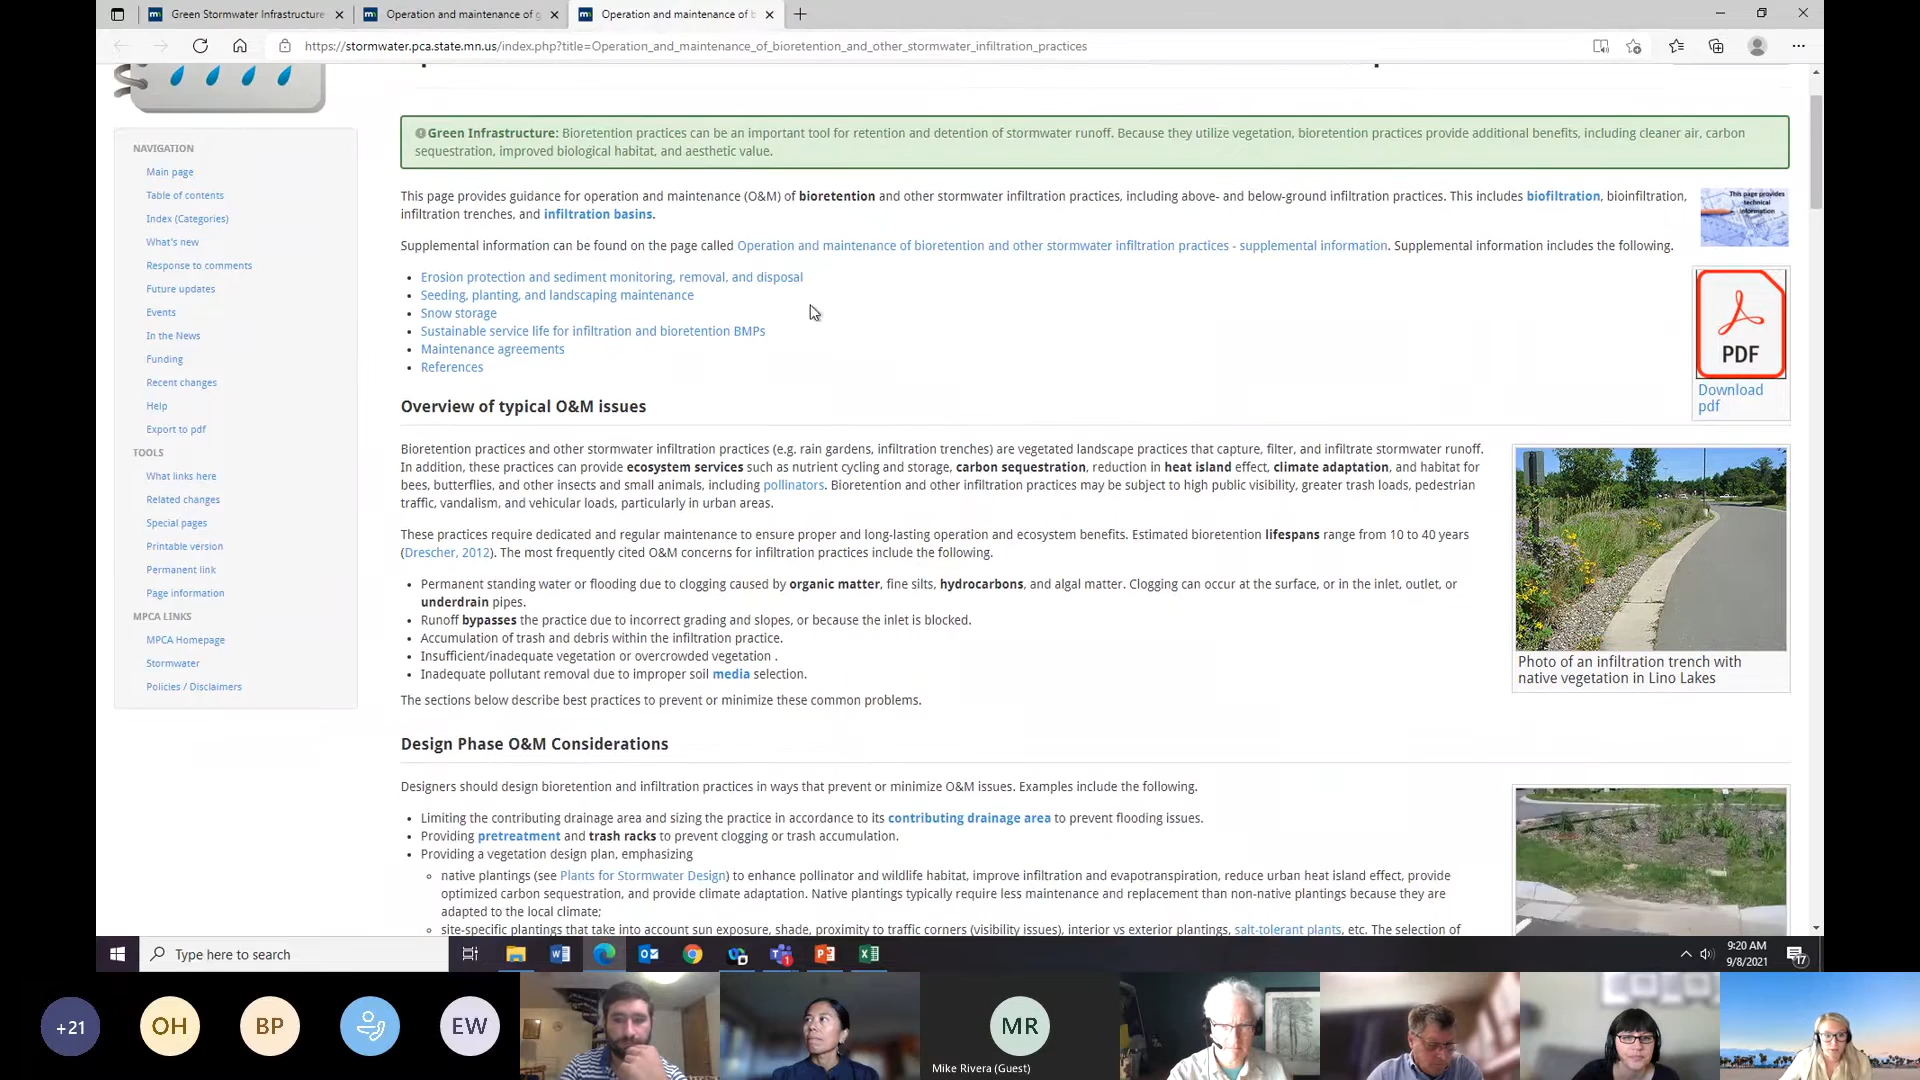 Green Stormwater Infrastructure
Operation and maintenance of g
Operation and maintenance of b
https://stormwater.pca.state.mn.us/index.php?title=Operation_and_maintenance_of_bioretention_and_other_stormwater_infiltration_practices
NAVIGATION
Main page
Table of contents
Index (Categories)
What's new
Response to comments
Future updates
Events
In the News
Funding
Recent changes
Help
Export to pdf
TOOLS
What links here
Related changes
Special pages
Printable version
Permanent link
Page information
MPCA LINKS
MPCA Homepage
Stormwater
Policies / Disclaimers
Green Infrastructure: Bioretention practices can be an important tool for retention and detention of stormwater runoff. Because they utilize vegetation, bioretention practices provide additional benefits, including cleaner air, carbon
sequestration, improved biological habitat, and aesthetic value.
This page provides guidance for operation and maintenance (O&M) of bioretention and other stormwater infiltration practices, including above- and below-ground infiltration practices. This includes biofiltration, bioinfiltration,
infiltration trenches, and infiltration basins.
This page provides
technical
information
Supplemental information can be found on the page called Operation and maintenance of bioretention and other stormwater infiltration practices - supplemental information. Supplemental information includes the following.
• Erosion protection and sediment monitoring, removal, and disposal
• Seeding, planting, and landscaping maintenance
• Snow storage
• Sustainable service life for infiltration and bioretention BMPs
• Maintenance agreements
• References
PDF
Download
pdf
Overview of typical O&M issues
Bioretention practices and other stormwater infiltration practices (e.g. rain gardens, infiltration trenches) are vegetated landscape practices that capture, filter, and infiltrate stormwater runoff.
In addition, these practices can provide ecosystem services such as nutrient cycling and storage, carbon sequestration, reduction in heat island effect, climate adaptation, and habitat for
bees, butterflies, and other insects and small animals, including pollinators. Bioretention and other infiltration practices may be subject to high public visibility, greater trash loads, pedestrian
traffic, vandalism, and vehicular loads, particularly in urban areas.
These practices require dedicated and regular maintenance to ensure proper and long-lasting operation and ecosystem benefits. Estimated bioretention lifespans range from 10 to 40 years
(Drescher, 2012). The most frequently cited O&M concerns for infiltration practices include the following.
• Permanent standing water or flooding due to clogging caused by organic matter, fine silts, hydrocarbons, and algal matter. Clogging can occur at the surface, or in the inlet, outlet, or
underdrain pipes.
• Runoff bypasses the practice due to incorrect grading and slopes, or because the inlet is blocked.
• Accumulation of trash and debris within the infiltration practice.
• Insufficient/inadequate vegetation or overcrowded vegetation .
• Inadequate pollutant removal due to improper soil media selection.
The sections below describe best practices to prevent or minimize these common problems.
Photo of an infiltration trench with
native vegetation in Lino Lakes
Design Phase O&M Considerations
Designers should design bioretention and infiltration practices in ways that prevent or minimize O&M issues. Examples include the following.
• Limiting the contributing drainage area and sizing the practice in accordance to its contributing drainage area to prevent flooding issues.
• Providing pretreatment and trash racks to prevent clogging or trash accumulation.
• Providing a vegetation design plan, emphasizing
◦ native plantings (see Plants for Stormwater Design) to enhance pollinator and wildlife habitat, improve infiltration and evapotranspiration, reduce urban heat island effect, provide
optimized carbon sequestration, and provide climate adaptation. Native plantings typically require less maintenance and replacement than non-native plantings because they are
adapted to the local climate;
◦ site-specific plantings that take into account sun exposure, shade, proximity to traffic corners (visibility issues), interior vs exterior plantings, salt-tolerant plants, etc. The selection of
Type here to search
9:20 AM
9/8/2021
17
+21
OH
BP
EW
MR
Mike Rivera (Guest)